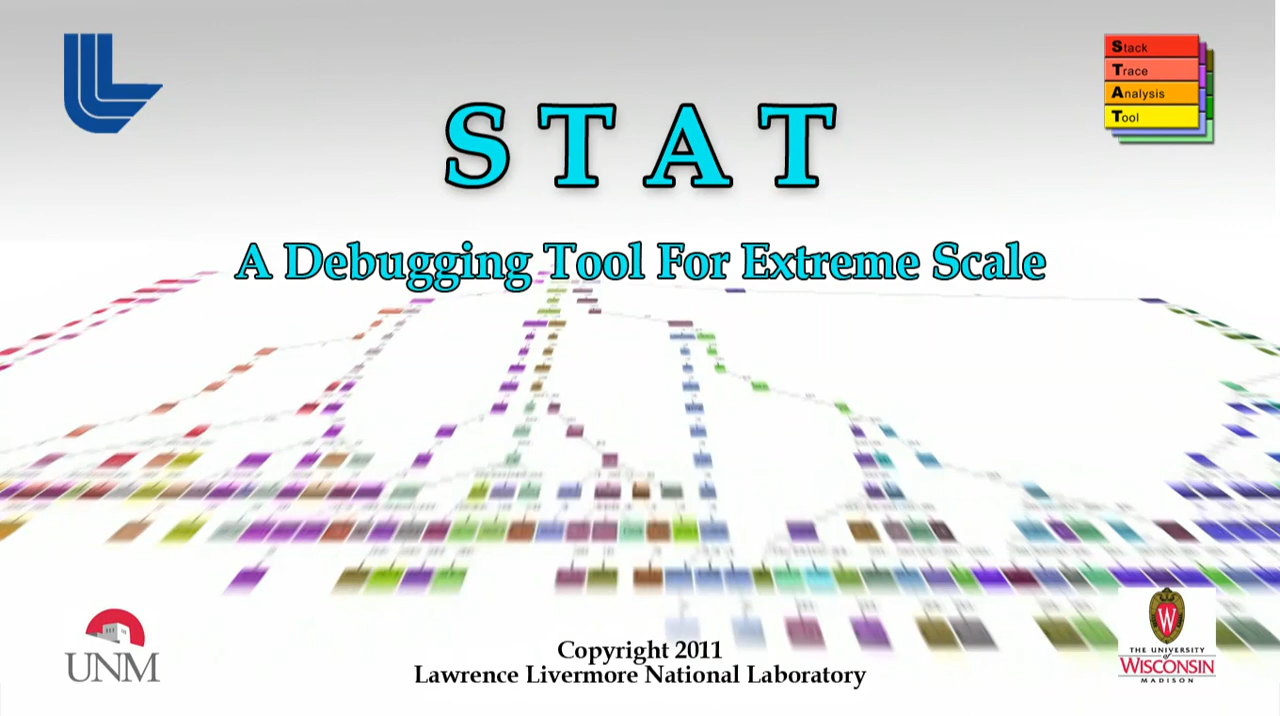 Stack
Trace
Analysis
Tool
S T A T
A Debugging Tool For Extreme Scale
UNM
Copyright 2011
Lawrence Livermore National Laboratory
W
THE UNIVERSITY
of
WISCONSIN
MADISON